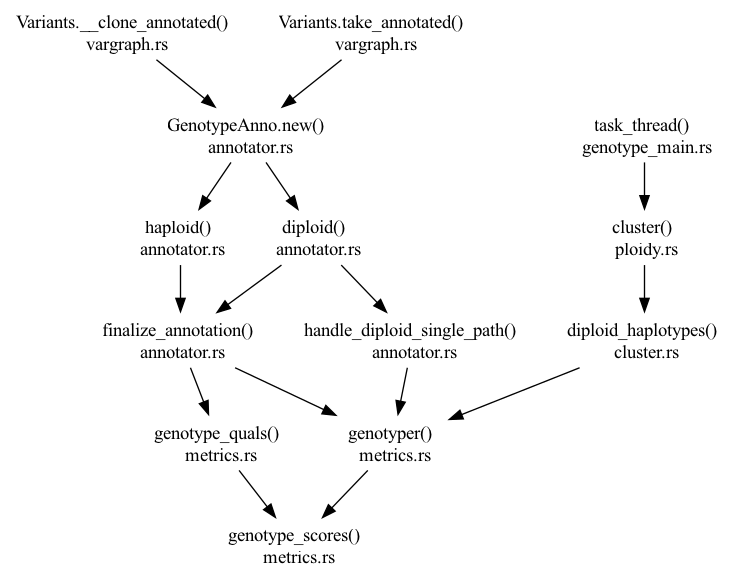 Variants.__clone_annotated()
vargraph.rs
Variants.take_annotated()
vargraph.rs
GenotypeAnno.new()
annotator.rs
task_thread()
genotype_main.rs
haploid()
annotator.rs
diploid()
annotator.rs
cluster()
ploidy.rs
finalize_annotation()
annotator.rs
handle_diploid_single_path()
annotator.rs
diploid_haplotypes()
cluster.rs
genotype_quals()
metrics.rs
genotyper()
metrics.rs
genotype_scores()
metrics.rs